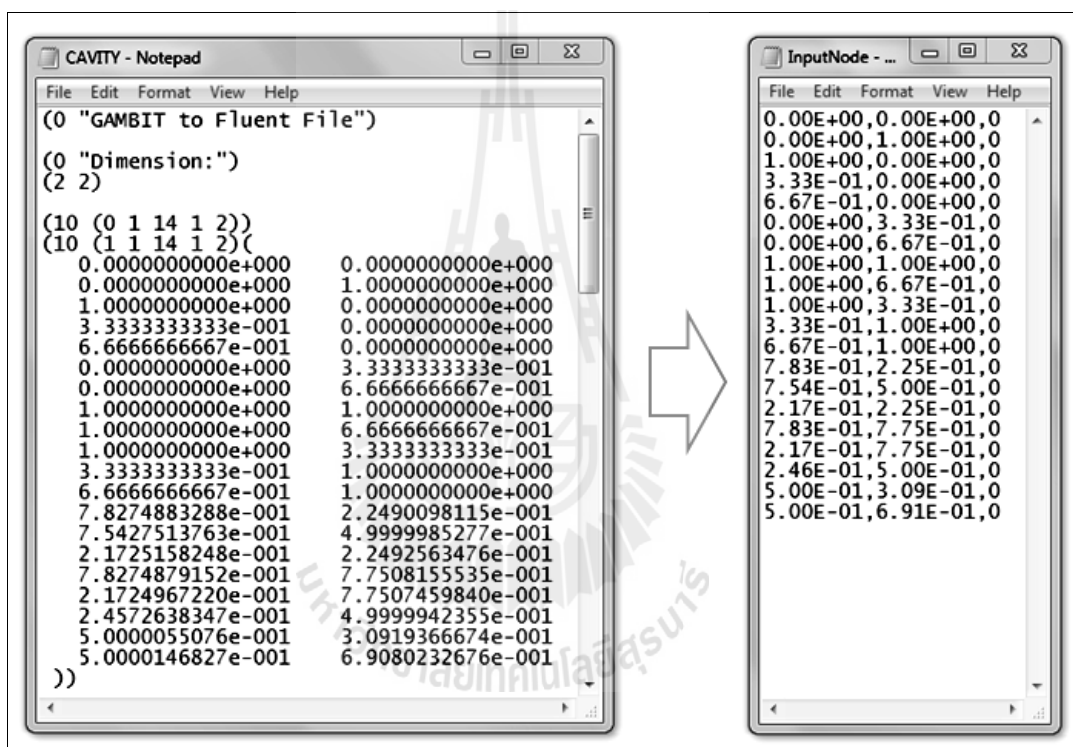 CAVITY - Notepad
File Edit Format View Help
(0 "GAMBIT to Fluent File")
(0 "Dimension:")
(2 2)
(10 (0 1 14 1 2))
(10 (1 1 14 1 2)(
0.0000000000e+000 0.0000000000e+000
0.0000000000e+000 1.0000000000e+000
1.0000000000e+000 0.0000000000e+000
3.3333333333e-001 0.0000000000e+000
6.6666666667e-001 0.0000000000e+000
0.0000000000e+000 3.3333333333e-001
0.0000000000e+000 6.6666666667e-001
1.0000000000e+000 1.0000000000e+000
1.0000000000e+000 6.6666666667e-001
1.0000000000e+000 3.3333333333e-001
3.3333333333e-001 1.0000000000e+000
6.6666666667e-001 1.0000000000e+000
7.8274883288e-001 2.2490098115e-001
7.5427513763e-001 4.9999985277e-001
2.1725158248e-001 2.2492563476e-001
7.8274879152e-001 7.7508155535e-001
2.1724967220e-001 7.7507459840e-001
2.4572638347e-001 4.9999942355e-001
5.0000055076e-001 3.0919366674e-001
5.0000146827e-001 6.9080232676e-001
))
InputNode - ...
File Edit Format View Help
0.00E+00,0.00E+00,0
0.00E+00,1.00E+00,0
1.00E+00,0.00E+00,0
3.33E-01,0.00E+00,0
6.67E-01,0.00E+00,0
0.00E+00,3.33E-01,0
0.00E+00,6.67E-01,0
1.00E+00,1.00E+00,0
1.00E+00,6.67E-01,0
1.00E+00,3.33E-01,0
3.33E-01,1.00E+00,0
6.67E-01,1.00E+00,0
7.83E-01,2.25E-01,0
7.54E-01,5.00E-01,0
2.17E-01,2.25E-01,0
7.83E-01,7.75E-01,0
2.17E-01,7.75E-01,0
2.46E-01,5.00E-01,0
5.00E-01,3.09E-01,0
5.00E-01,6.91E-01,0